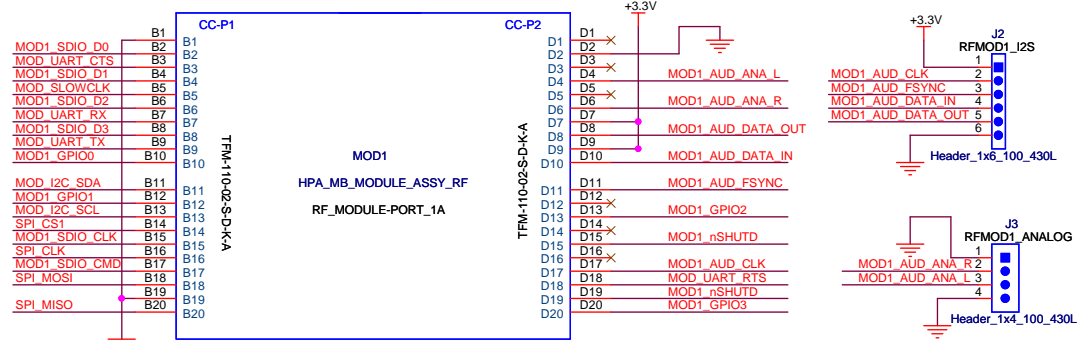 CC-P1 CC-P2
+3.3V
+3.3V
B1 B1
MOD1_SDIO_D0 B2 B2
MOD_UART_CTS B3 B3
MOD1_SDIO_D1 B4 B4
MOD_SLOWCLK B5 B5
MOD1_SDIO_D2 B6 B6
MOD_UART_RX B7 B7
MOD1_SDIO_D3 B8 B8
MOD_UART_TX B9 B9
MOD1_GPIO0 B10 B10
MOD_I2C_SDA B11 B11
MOD1_GPIO1 B12 B12
MOD_I2C_SCL B13 B13
SPI_CS1 B14 B14
MOD1_SDIO_CLK B15 B15
SPI_CLK B16 B16
MOD1_SDIO_CMD B17 B17
SPI_MOSI B18 B18
B19 B19
SPI_MISO B20 B20
TFM-110-02-S-D-K-A
MOD1
HPA_MB_MODULE_ASSY_RF
RF_MODULE-PORT_1A
TFM-110-02-S-D-K-A
D1 D1
D2 D2
D3 D3
D4 D4 MOD1_AUD_ANA_L
D5 D5
D6 D6 MOD1_AUD_ANA_R
D7 D7
D8 D8 MOD1_AUD_DATA_OUT
D9 D9
D10 D10 MOD1_AUD_DATA_IN
D11 D11 MOD1_AUD_FSYNC
D12 D12
D13 D13 MOD1_GPIO2
D14 D14
D15 D15 MOD1_nSHUTD
D16 D16
D17 D17 MOD1_AUD_CLK
D18 D18 MOD_UART_RTS
D19 D19 MOD1_nSHUTD
D20 D20 MOD1_GPIO3
J2
RFMOD1_I2S
1
MOD1_AUD_CLK 2
MOD1_AUD_FSYNC 3
MOD1_AUD_DATA_IN 4
MOD1_AUD_DATA_OUT 5
6
Header_1x6_100_430L
J3
RFMOD1_ANALOG
1
MOD1_AUD_ANA_R 2
MOD1_AUD_ANA_L 3
4
Header_1x4_100_430L